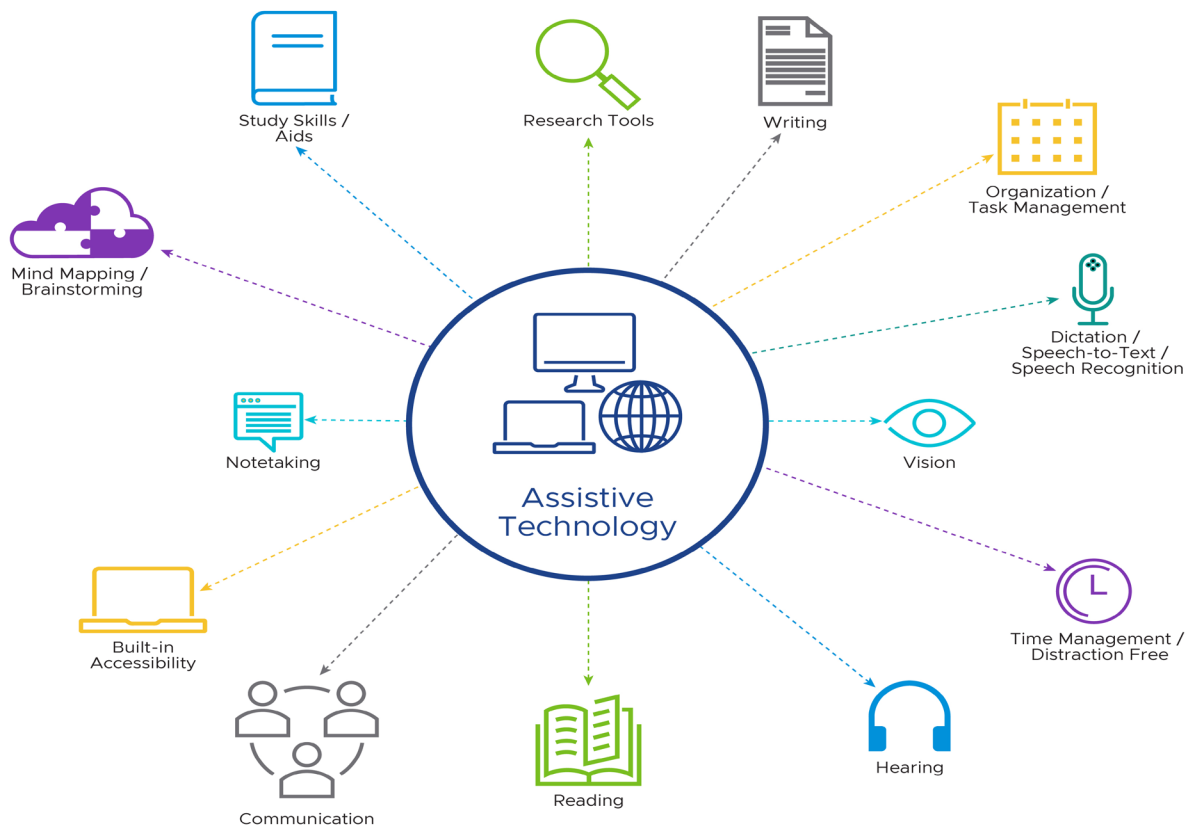 Study Skills /
Aids
Research Tools
Writing
Organization /
Task Management
Mind Mapping /
Brainstorming
Dictation /
Speech-to-Text /
Speech Recognition
Notetaking
Vision
Assistive
Technology
Built-in
Accessibility
Time Management /
Distraction Free
Communication
Reading
Hearing